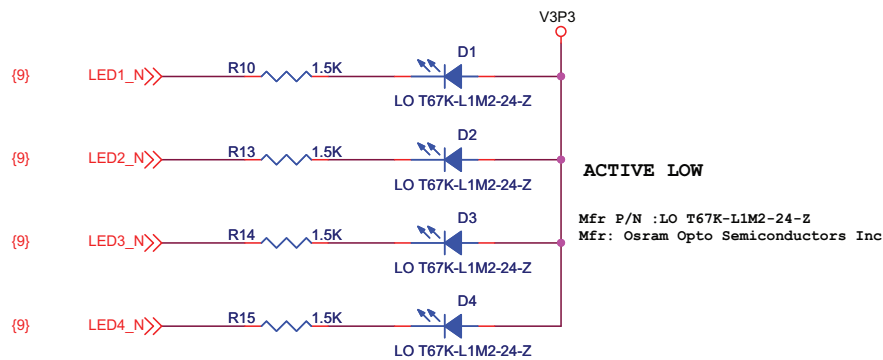 V3P3
{9} LED1_N R10 1.5K D1
LO T67K-L1M2-24-Z
{9} LED2_N R13 1.5K D2
LO T67K-L1M2-24-Z
ACTIVE LOW
Mfr P/N :LO T67K-L1M2-24-Z
Mfr: Osram Opto Semiconductors Inc
{9} LED3_N R14 1.5K D3
LO T67K-L1M2-24-Z
{9} LED4_N R15 1.5K D4
LO T67K-L1M2-24-Z